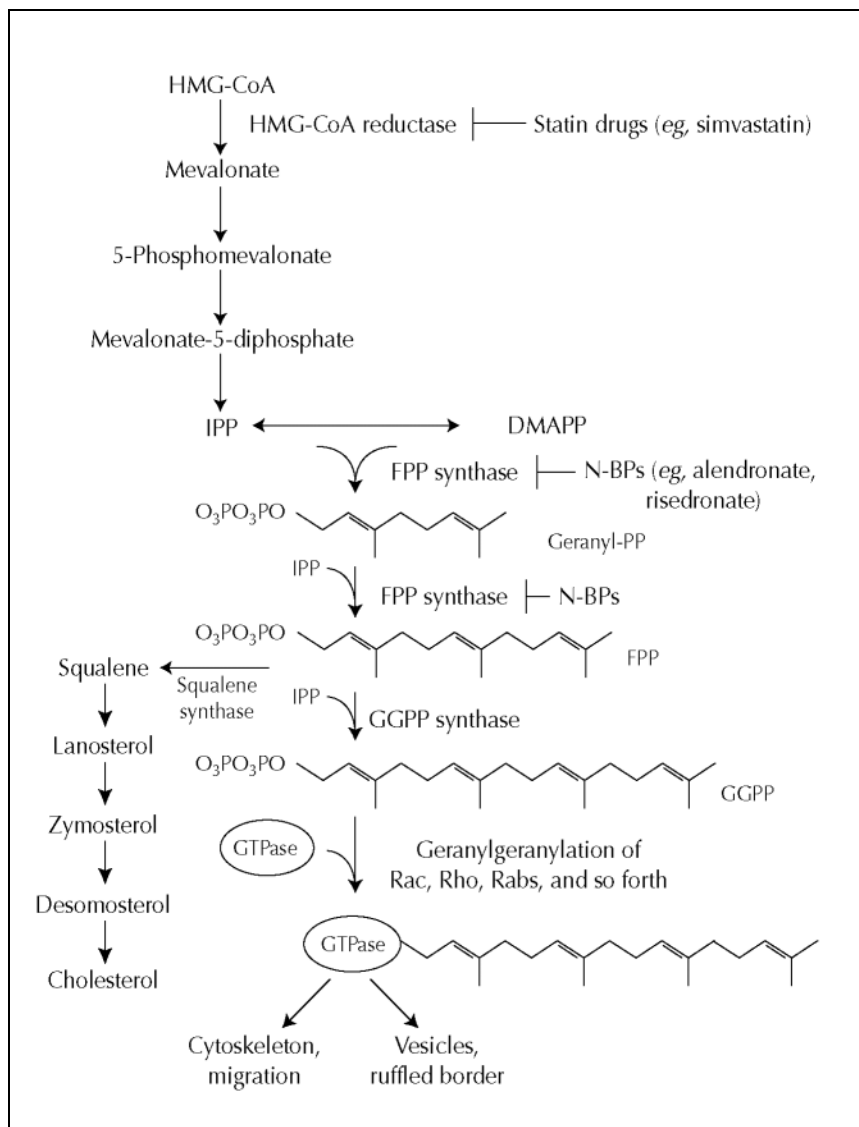 HMG-CoA
HMG-CoA reductase
Statin drugs (eg, simvastatin)
Mevalonate
5-Phosphomevalonate
Mevalonate-5-diphosphate
IPP
DMAPP
FPP synthase
N-BPs (eg, alendronate,
risedronate)
O3PO3PO
Geranyl-PP
IPP
FPP synthase
N-BPs
O3PO3PO
FPP
Squalene
Squalene
synthase
IPP
GGPP synthase
Lanosterol
O3PO3PO
GGPP
Zymosterol
GTPase
Geranylgeranylation of
Rac, Rho, Rabs, and so forth
Desomosterol
GTPase
Cholesterol
Cytoskeleton,
migration
Vesicles,
ruffled border